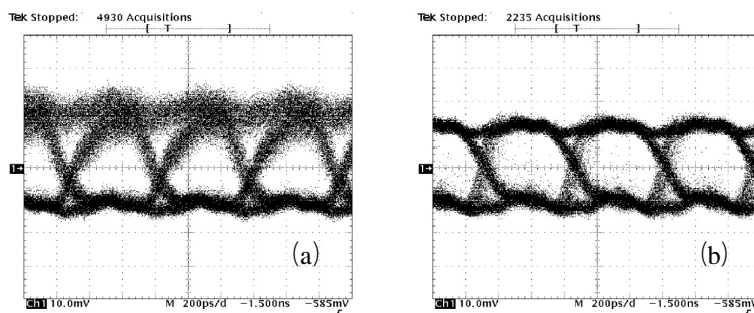 Tek Stopped: 4930 Acquisitions
T
1→
(a)
Ch1 10.0mV M 200ps/d −1.500ns −585mV
Tek Stopped: 2235 Acquisitions
T
1→
(b)
Ch1 10.0mV M 200ps/d −1.500ns −585mV